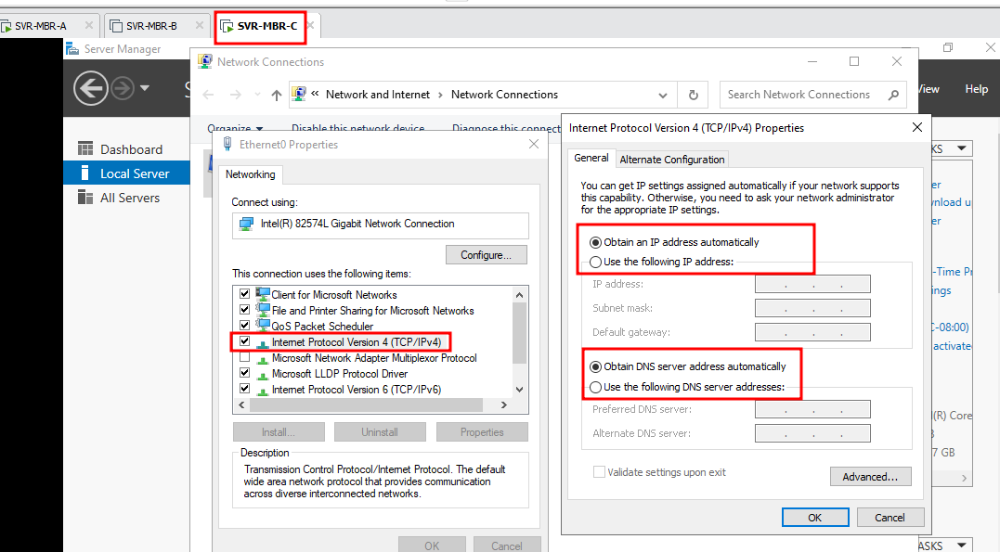 SVR-MBR-A
SVR-MBR-B
SVR-MBR-C
Server Manager
Network Connections
Network and Internet
Network Connections
Search Network Connections
View
Help
Organize
Disable this network device
Diagnose this connect
Dashboard
Local Server
All Servers
Ethernet0 Properties
Networking
Connect using:
Intel(R) 82574L Gigabit Network Connection
Configure...
This connection uses the following items:
Client for Microsoft Networks
File and Printer Sharing for Microsoft Networks
QoS Packet Scheduler
Internet Protocol Version 4 (TCP/IPv4)
Microsoft Network Adapter Multiplexor Protocol
Microsoft LLDP Protocol Driver
Internet Protocol Version 6 (TCP/IPv6)
Install...
Uninstall
Properties
Description
Transmission Control Protocol/Internet Protocol. The default
wide area network protocol that provides communication
across diverse interconnected networks.
OK
Cancel
Internet Protocol Version 4 (TCP/IPv4) Properties
General
Alternate Configuration
You can get IP settings assigned automatically if your network supports
this capability. Otherwise, you need to ask your network administrator
for the appropriate IP settings.
Obtain an IP address automatically
Use the following IP address:
IP address:
Subnet mask:
Default gateway:
Obtain DNS server address automatically
Use the following DNS server addresses:
Preferred DNS server:
Alternate DNS server:
Validate settings upon exit
Advanced...
OK
Cancel
KS
er
nload u
er
-Time Pr
ings
C-08:00)
activate
(R) Core
7 GB
ASKS